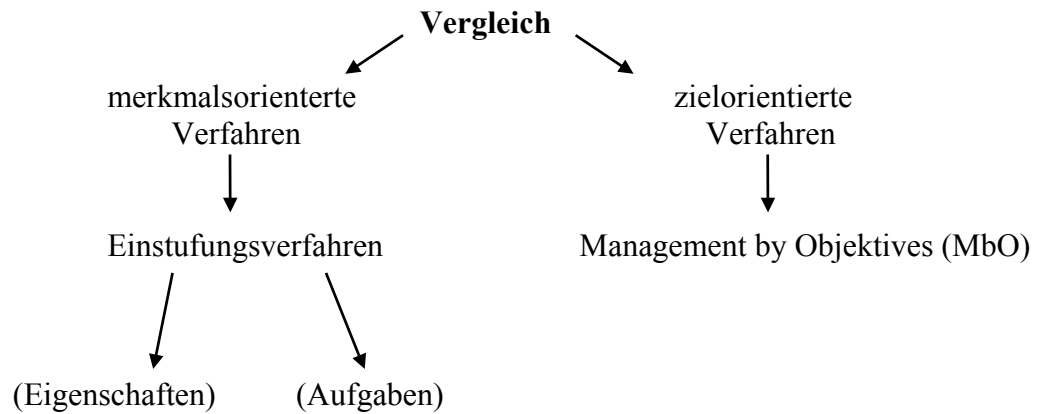 Vergleich
merkmalsorienterte
Verfahren
zielorientierte
Verfahren
Einstufungsverfahren
Management by Objektives (MbO)
(Eigenschaften)
(Aufgaben)